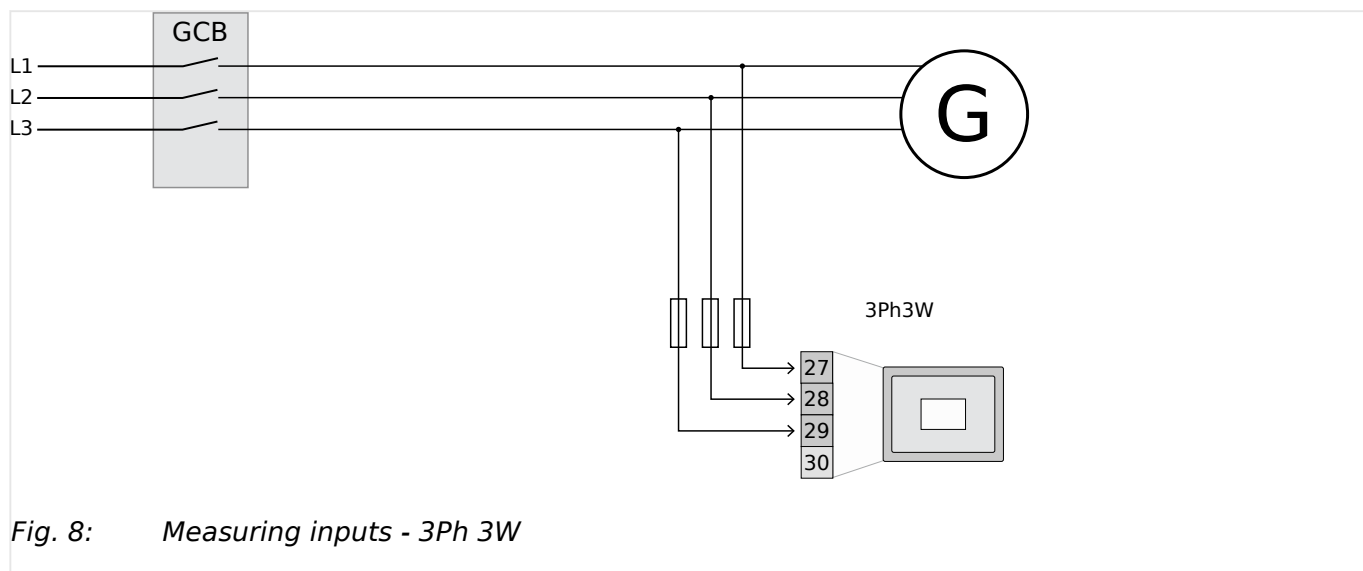 GCB
L1
L2
L3
G
3Ph3W
27
28
29
30
Fig. 8: Measuring inputs - 3Ph 3W